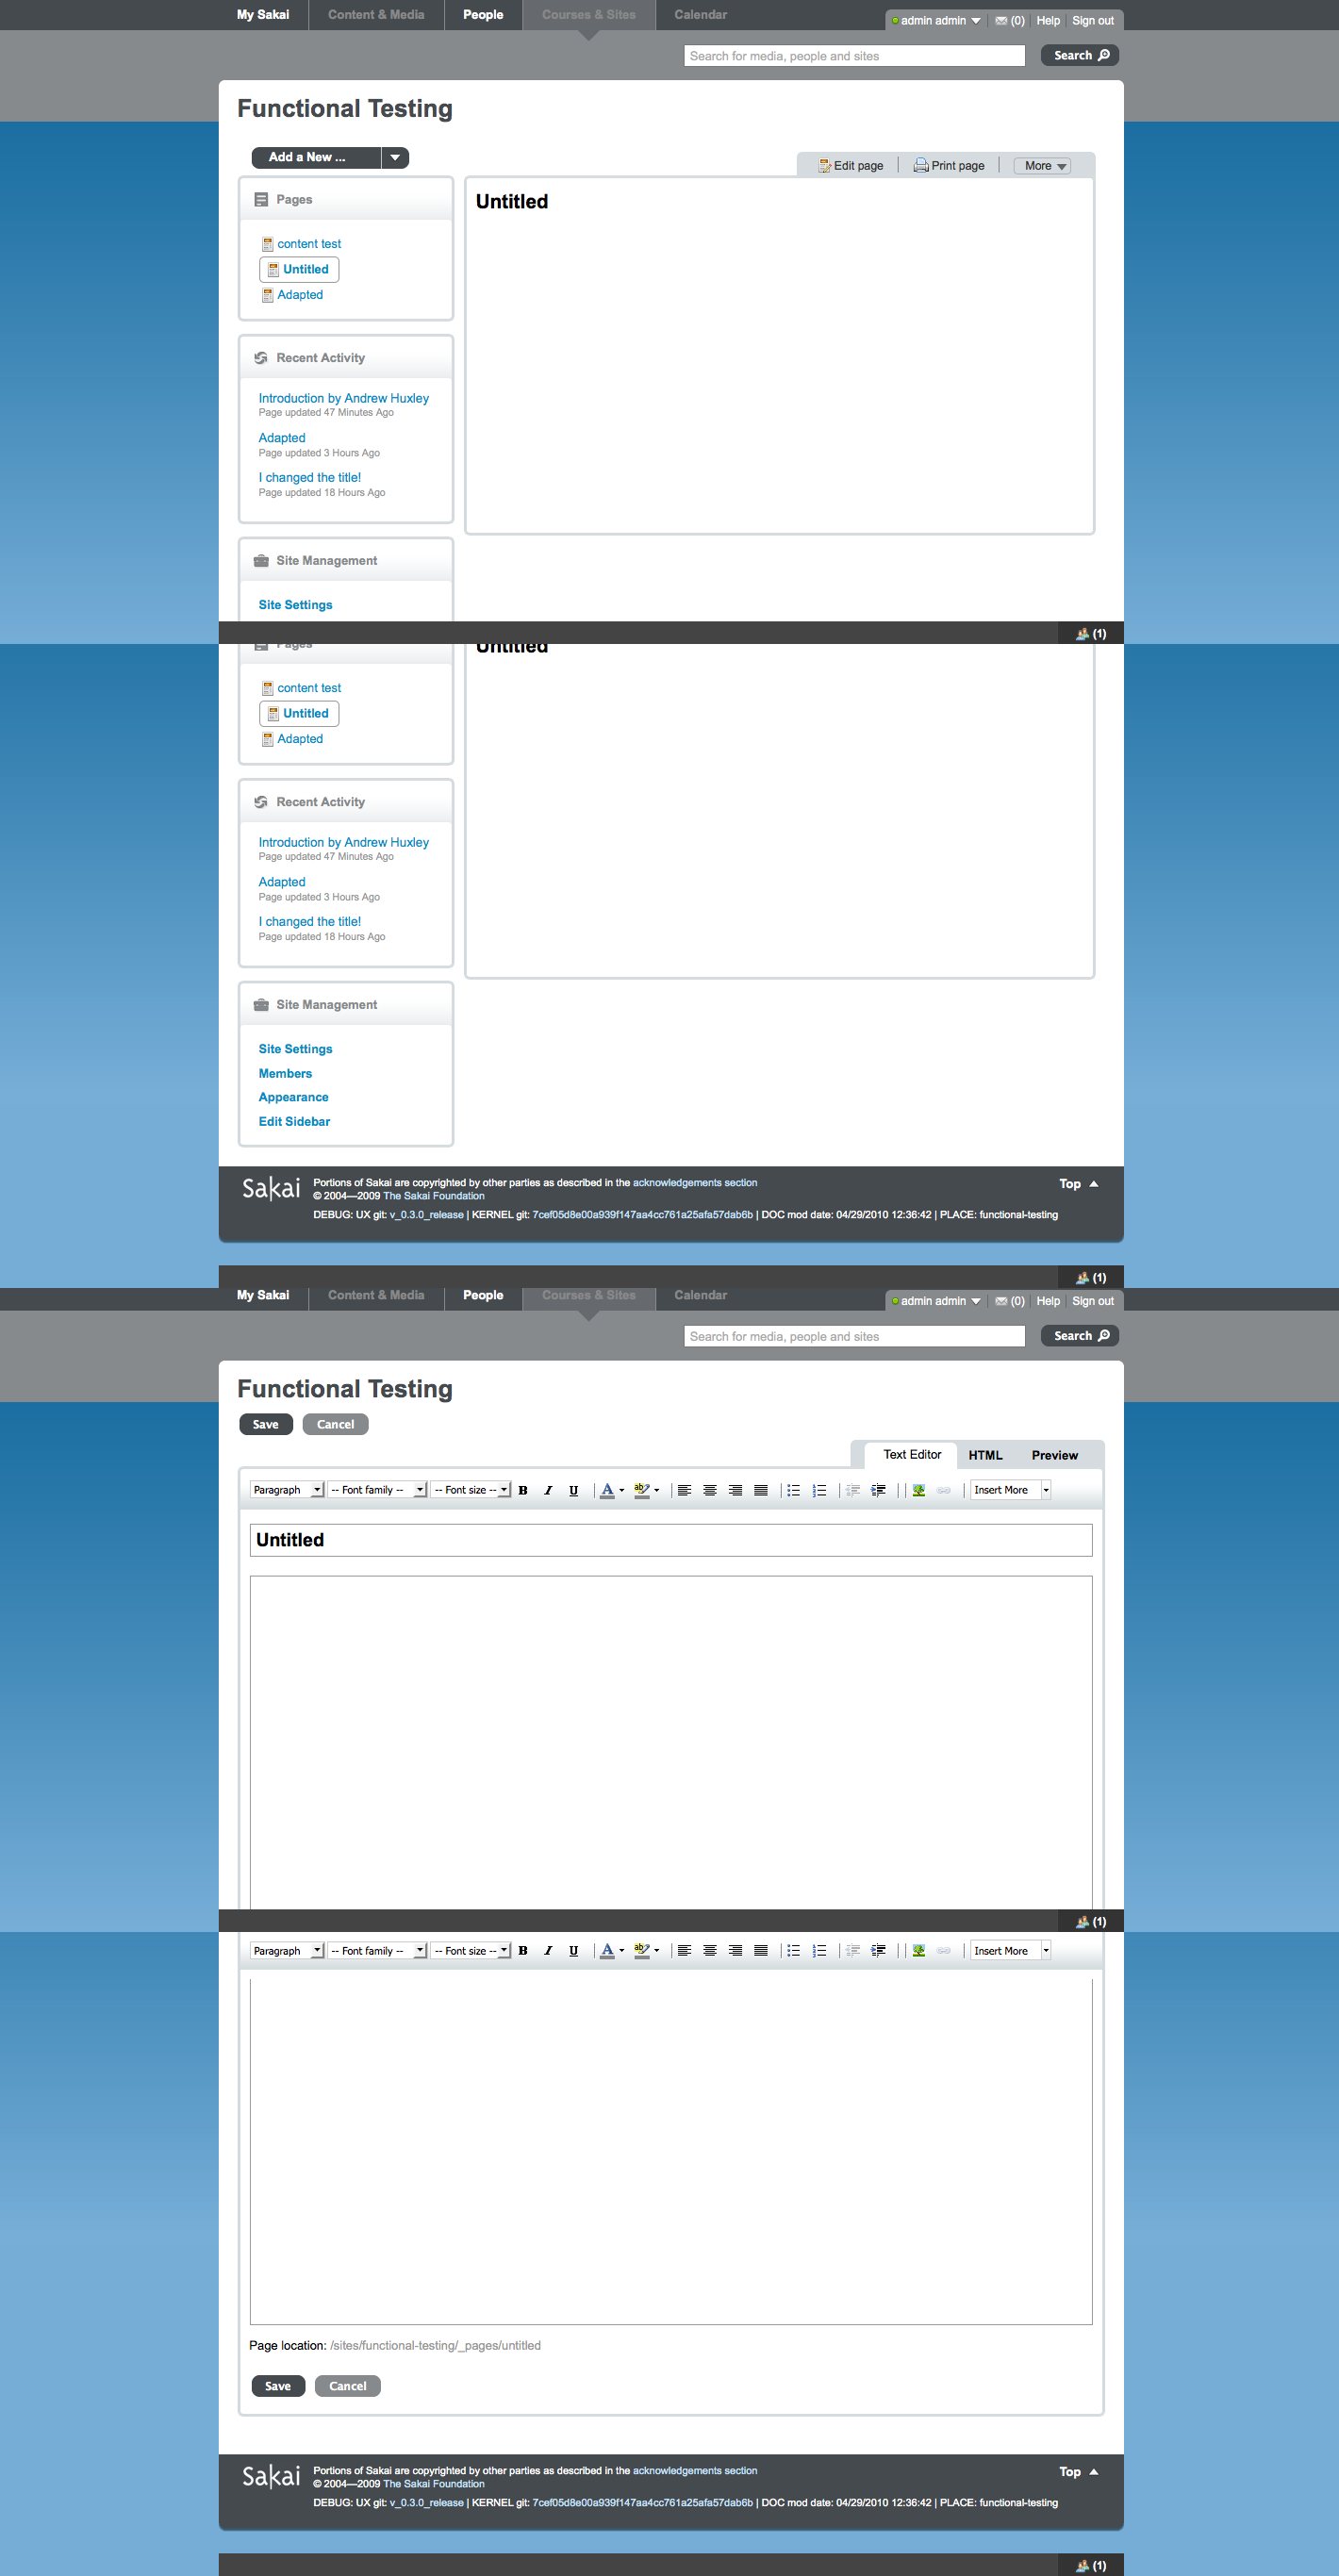 My Sakai Content & Media People Courses & Sites Calendar admin admin (0) Help Sign out
Search for media, people and sites Search
Functional Testing
Add a New ...
Edit page Print page More
Pages
Untitled
content test
Untitled
Adapted
Recent Activity
Introduction by Andrew Huxley
Page updated 47 Minutes Ago
Adapted
Page updated 3 Hours Ago
I changed the title!
Page updated 18 Hours Ago
Site Management
Site Settings
(1)
Pages
Untitled
content test
Untitled
Adapted
Recent Activity
Introduction by Andrew Huxley
Page updated 47 Minutes Ago
Adapted
Page updated 3 Hours Ago
I changed the title!
Page updated 18 Hours Ago
Site Management
Site Settings
Members
Appearance
Edit Sidebar
Sakai Portions of Sakai are copyrighted by other parties as described in the acknowledgements section Top
© 2004—2009 The Sakai Foundation
DEBUG: UX git: v_0.3.0_release | KERNEL git: 7cef05d8e00a939f147aa4cc761a25afa57dab6b | DOC mod date: 04/29/2010 12:36:42 | PLACE: functional-testing
(1)
My Sakai Content & Media People Courses & Sites Calendar admin admin (0) Help Sign out
Search for media, people and sites Search
Functional Testing
Save Cancel
Text Editor HTML Preview
Paragraph -- Font family -- -- Font size -- B I U A ab Insert More
Untitled
(1)
Paragraph -- Font family -- -- Font size -- B I U A ab Insert More
Page location: /sites/functional-testing/_pages/untitled
Save Cancel
Sakai Portions of Sakai are copyrighted by other parties as described in the acknowledgements section Top
© 2004—2009 The Sakai Foundation
DEBUG: UX git: v_0.3.0_release | KERNEL git: 7cef05d8e00a939f147aa4cc761a25afa57dab6b | DOC mod date: 04/29/2010 12:36:42 | PLACE: functional-testing
(1)